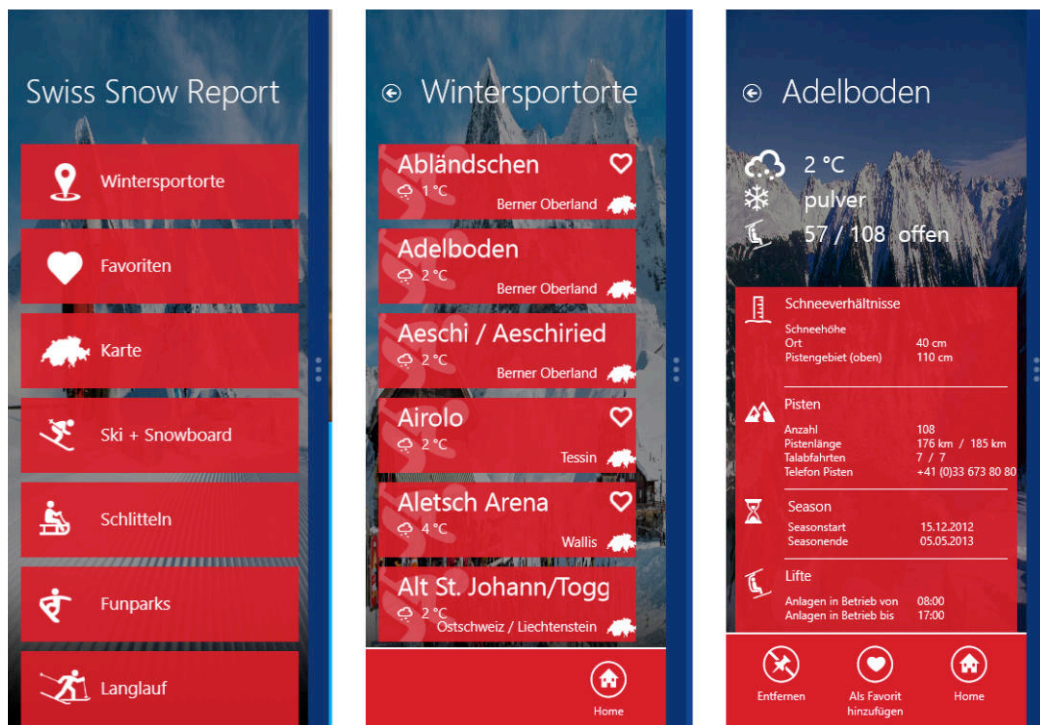 Swiss Snow Report
Wintersportorte
Favoriten
Karte
Ski + Snowboard
Schlitteln
Funparks
Langlauf
Wintersportorte
Abländschen
1 °C
Berner Oberland
Adelboden
2 °C
Berner Oberland
Aeschi / Aeschiried
2 °C
Berner Oberland
Airolo
2 °C
Tessin
Aletsch Arena
4 °C
Wallis
Alt St. Johann/Togg
2 °C
Ostschweiz / Liechtenstein
Home
Adelboden
2 °C
pulver
57 / 108 offen
Schneeverhältnisse
Schneehöhe
Ort 40 cm
Pistengebiet (oben) 110 cm
Pisten
Anzahl 108
Pistenlänge 176 km / 185 km
Talabfahrten 7 / 7
Telefon Pisten +41 (0)33 673 80 80
Season
Seasonstart 15.12.2012
Seasonende 05.05.2013
Lifte
Anlagen in Betrieb von 08:00
Anlagen in Betrieb bis 17:00
Entfernen
Als Favorit
hinzufügen
Home